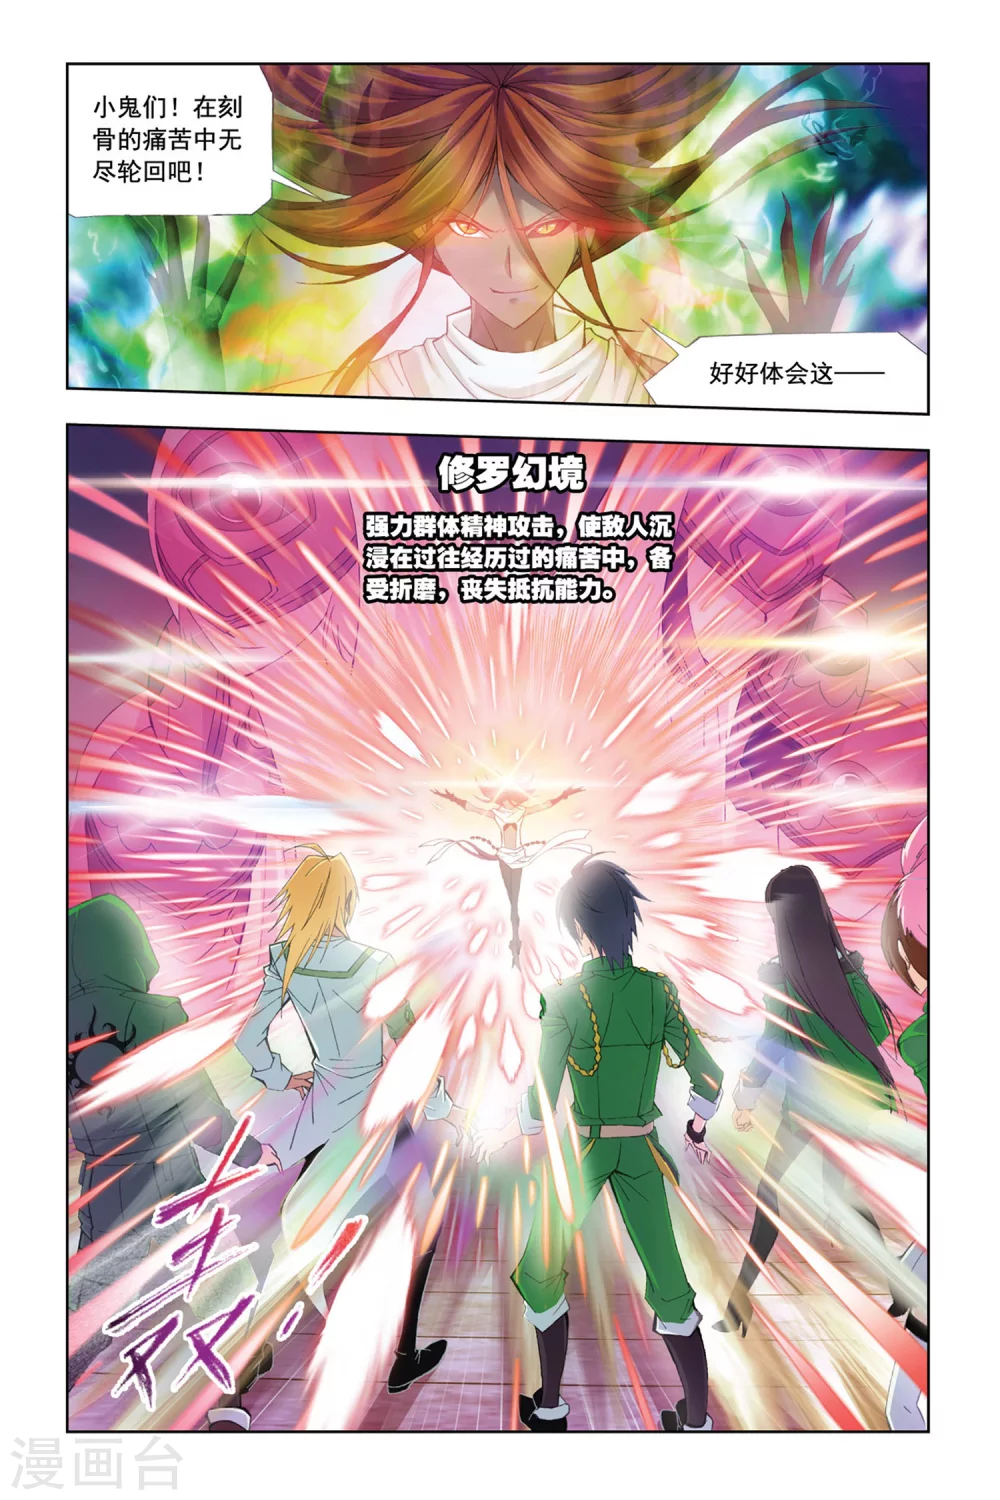 小鬼们！在刻
骨的痛苦中无
尽轮回吧！
好好体会这——
修罗幻境
强力群体精神攻击，使敌人沉
浸在过往经历过的痛苦中，备
受折磨，丧失抵抗能力。
轰！
漫画台